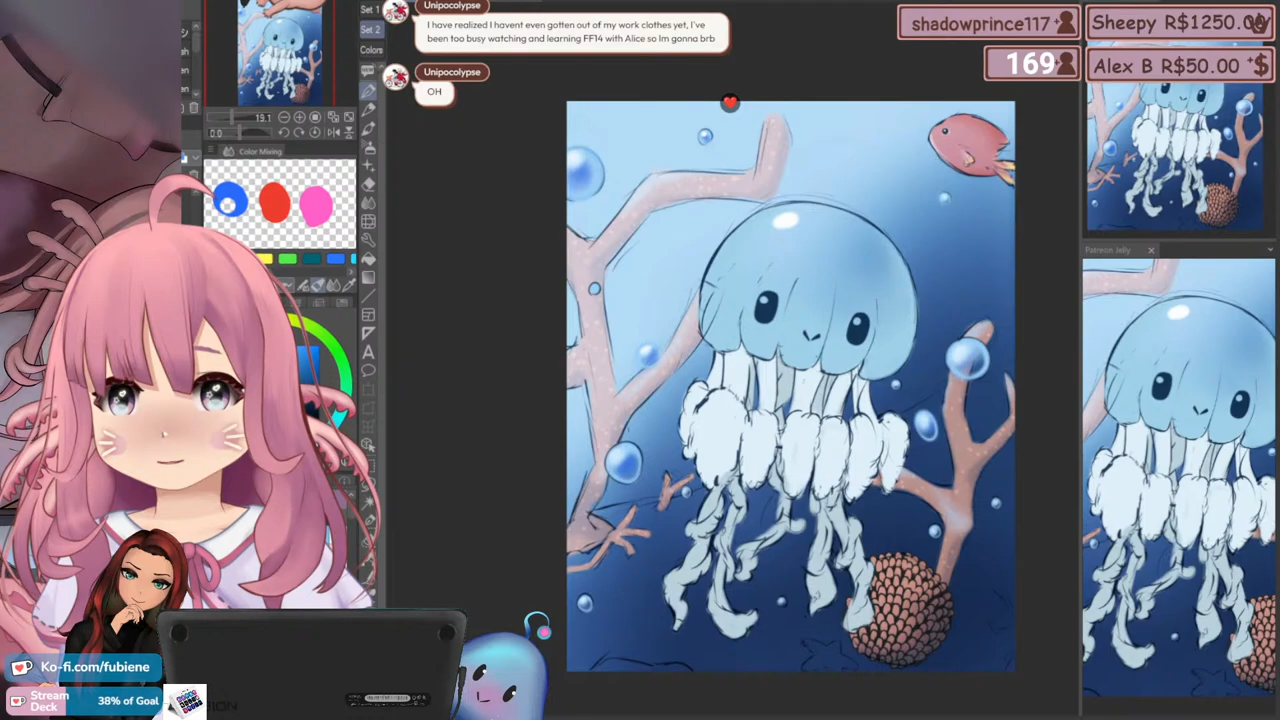 Set 1
Set 2
Colors
Unipocolypse
I have realized I havent even gotten out of my work clothes yet, I've
been too busy watching and learning FF14 with Alice so Im gonna brb
Unipocolypse
OH
shadowprince117
169
Sheepy R$1250.00
Alex B R$50.00
19.1
0.0
Color Mixing
Patreon Jelly
Ko-fi.com/fubiene
Stream
Deck
38% of Goal